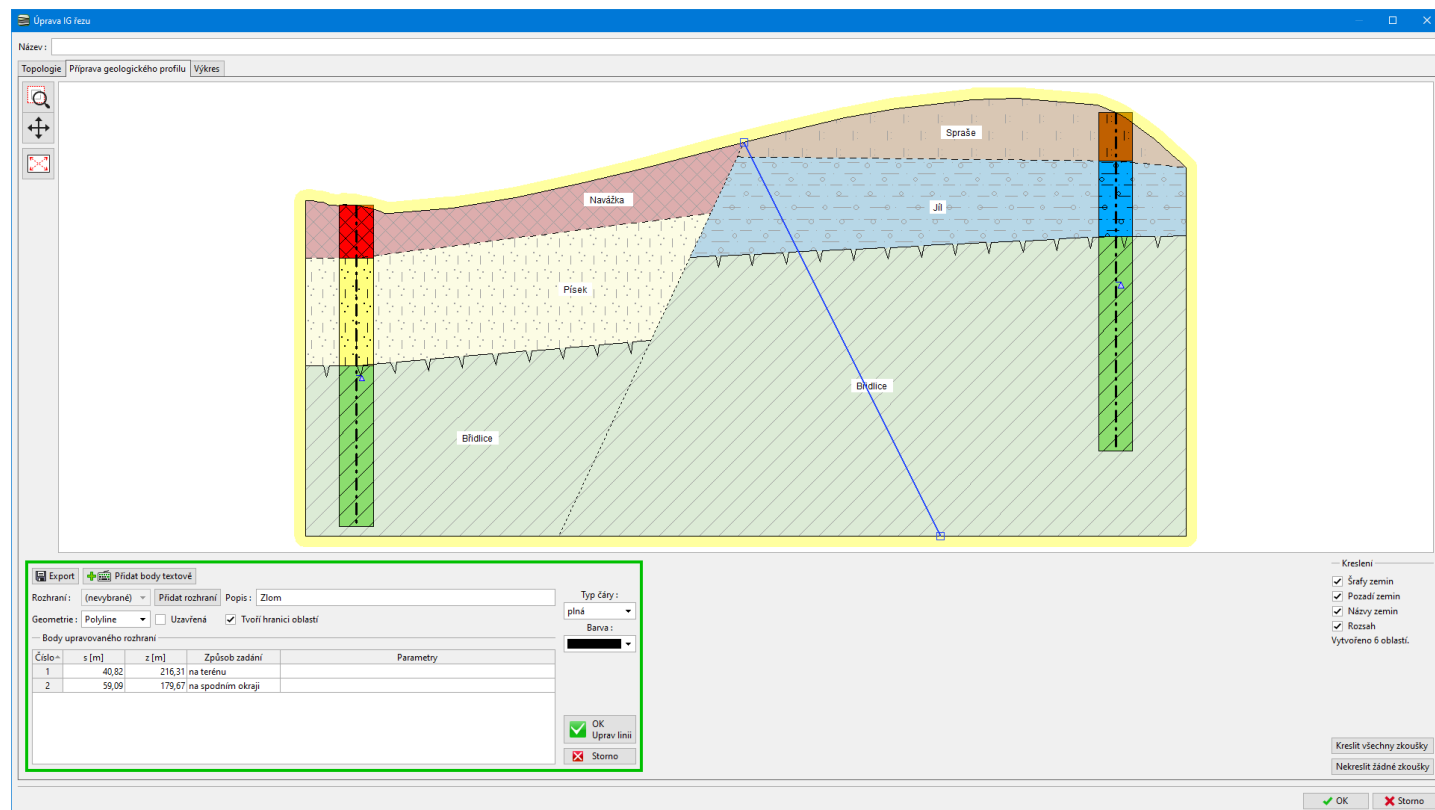 Úprava IG řezu
Název :
Topologie Příprava geologického profilu Výkres
Spraše
Navážka
Jíl
Písek
Břidlice
Břidlice
Export Přidat body textově
Rozhraní : (nevybrané) Přidat rozhraní Popis : Zlom
Geometrie : Polyline Uzavřená Tvoří hranici oblastí
Body upravovaného rozhraní
Číslo s [m] z [m] Způsob zadání Parametry
1 40,82 216,31 na terénu
2 59,09 179,67 na spodním okraji
Typ čáry :
plná
Barva :
OK
Uprav linii
Storno
Kreslení
Šrafy zemin
Pozadí zemin
Názvy zemin
Rozsah
Vytvořeno 6 oblastí.
Kreslit všechny zkoušky
Nekreslit žádné zkoušky
OK Storno